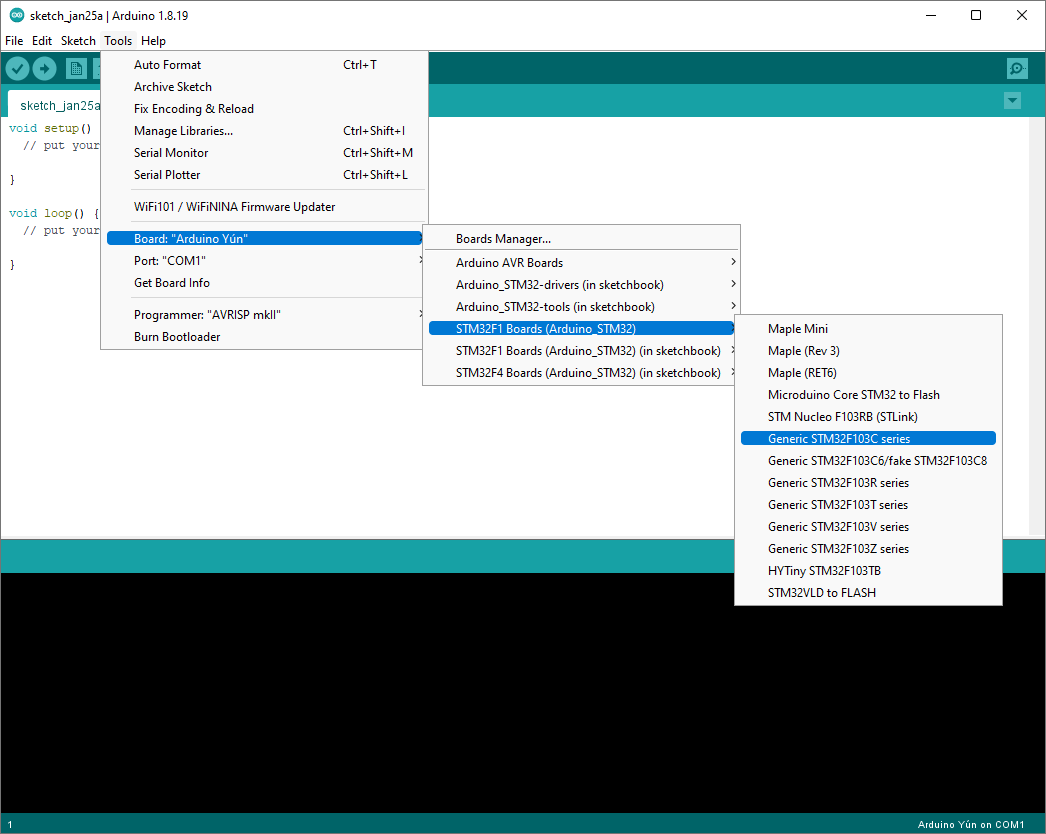 sketch_jan25a | Arduino 1.8.19
File Edit Sketch Tools Help
sketch_jan25a
void setup()
// put your
}
void loop() {
// put your
}
Auto Format Ctrl+T
Archive Sketch
Fix Encoding & Reload
Manage Libraries... Ctrl+Shift+I
Serial Monitor Ctrl+Shift+M
Serial Plotter Ctrl+Shift+L
WiFi101 / WiFiNINA Firmware Updater
Board: "Arduino Yún"
Port: "COM1"
Get Board Info
Programmer: "AVRISP mkII"
Burn Bootloader
Boards Manager...
Arduino AVR Boards
Arduino_STM32-drivers (in sketchbook)
Arduino_STM32-tools (in sketchbook)
STM32F1 Boards (Arduino_STM32)
STM32F1 Boards (Arduino_STM32) (in sketchbook)
STM32F4 Boards (Arduino_STM32) (in sketchbook)
Maple Mini
Maple (Rev 3)
Maple (RET6)
Microduino Core STM32 to Flash
STM Nucleo F103RB (STLink)
Generic STM32F103C series
Generic STM32F103C6/fake STM32F103C8
Generic STM32F103R series
Generic STM32F103T series
Generic STM32F103V series
Generic STM32F103Z series
HYTiny STM32F103TB
STM32VLD to FLASH
1 Arduino Yún on COM1